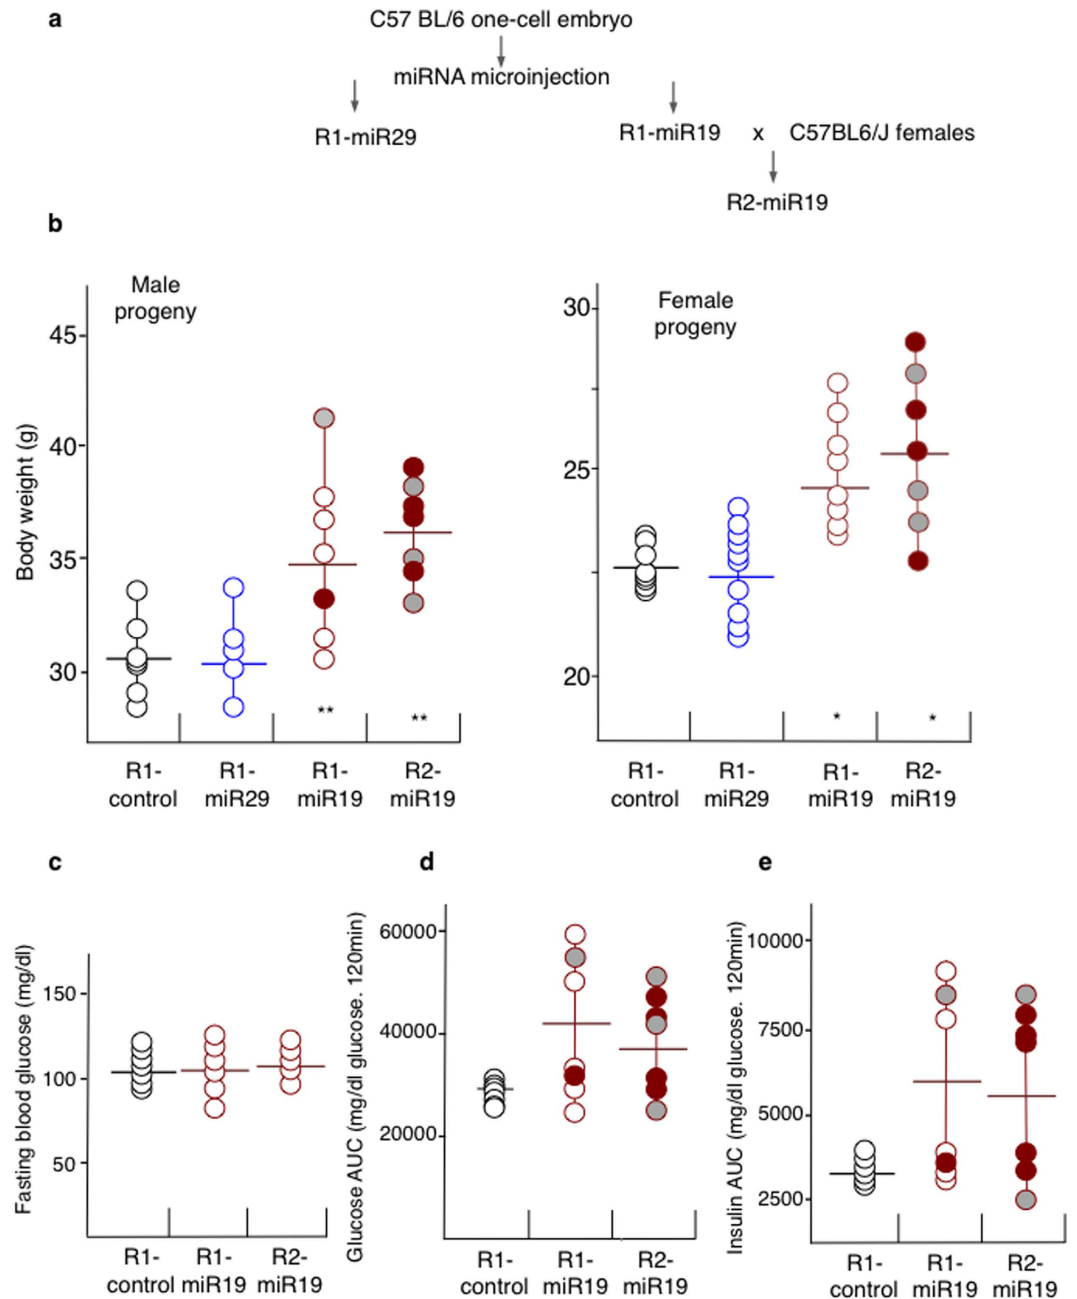 a
C57 BL/6 one-cell embryo
miRNA microinjection
R1-miR29
R1-miR19 x C57BL6/J females
R2-miR19
b
Male
progeny
Body weight (g)
45
40
35
30
**
**
R1-
control
R1-
miR29
R1-
miR19
R2-
miR19
Female
progeny
30
25
20
*
*
R1-
control
R1-
miR29
R1-
miR19
R2-
miR19
c
Fasting blood glucose (mg/dl)
150
100
50
R1-
control
R1-
miR19
R2-
miR19
d
Glucose AUC (mg/dl glucose. 120min)
60000
40000
20000
R1-
control
R1-
miR19
R2-
miR19
e
Insulin AUC (mg/dl glucose. 120min)
10000
7500
5000
2500
R1-
control
R1-
miR19
R2-
miR19